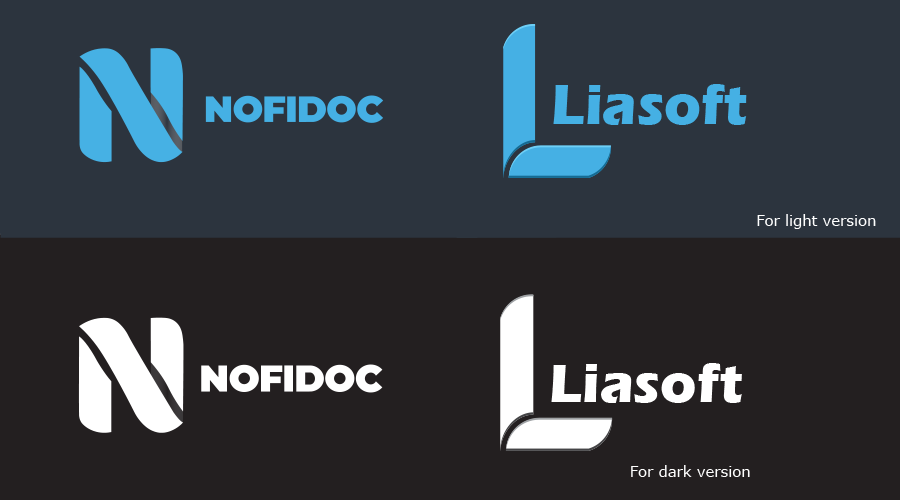 NOFIDOC
Liasoft
For light version
NOFIDOC
Liasoft
For dark version